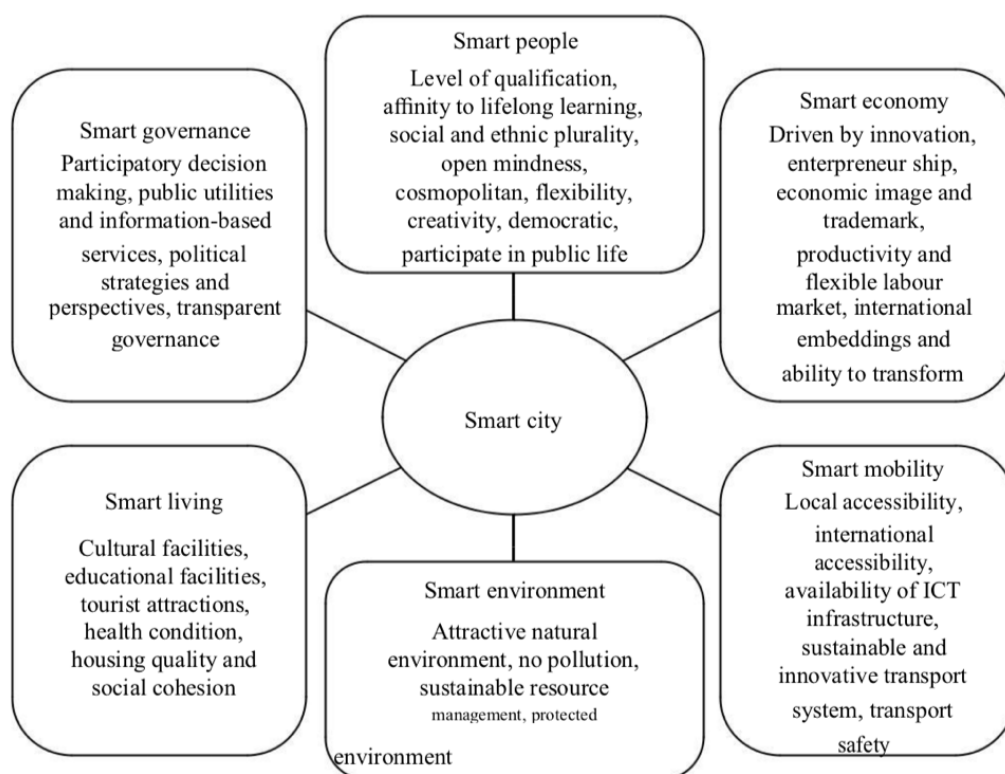 Smart people
Level of qualification,
affinity to lifelong learning,
social and ethnic plurality,
open mindness,
cosmopolitan, flexibility,
creativity, democratic,
participate in public life
Smart governance
Participatory decision
making, public utilities
and information-based
services, political
strategies and
perspectives, transparent
governance
Smart economy
Driven by innovation,
enterpreneur ship,
economic image and
trademark,
productivity and
flexible labour
market, international
embeddings and
ability to transform
Smart city
Smart living
Cultural facilities,
educational facilities,
tourist attractions,
health condition,
housing quality and
social cohesion
Smart environment
Attractive natural
environment, no pollution,
sustainable resource
management, protected
environment
Smart mobility
Local accessibility,
international
accessibility,
availability of ICT
infrastructure,
sustainable and
innovative transport
system, transport
safety